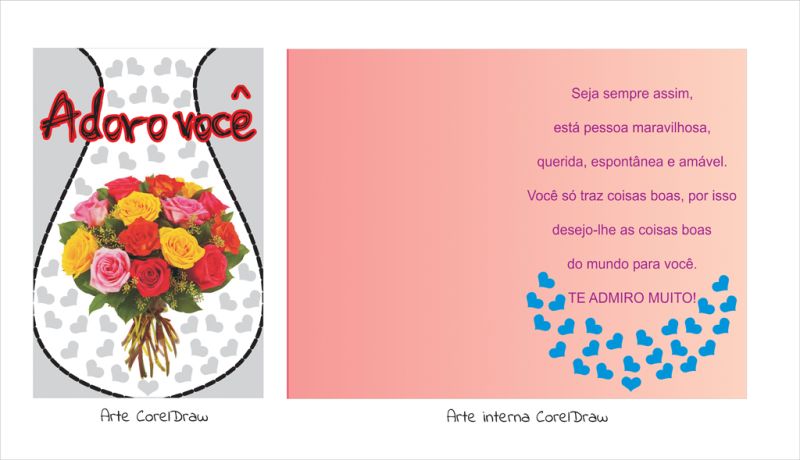 Adoro você
Seja sempre assim,
está pessoa maravilhosa,
querida, espontânea e amável.
Você só traz coisas boas, por isso
desejo-lhe as coisas boas
do mundo para você.
TE ADMIRO MUITO!
Arte CorelDraw
Arte interna CorelDraw